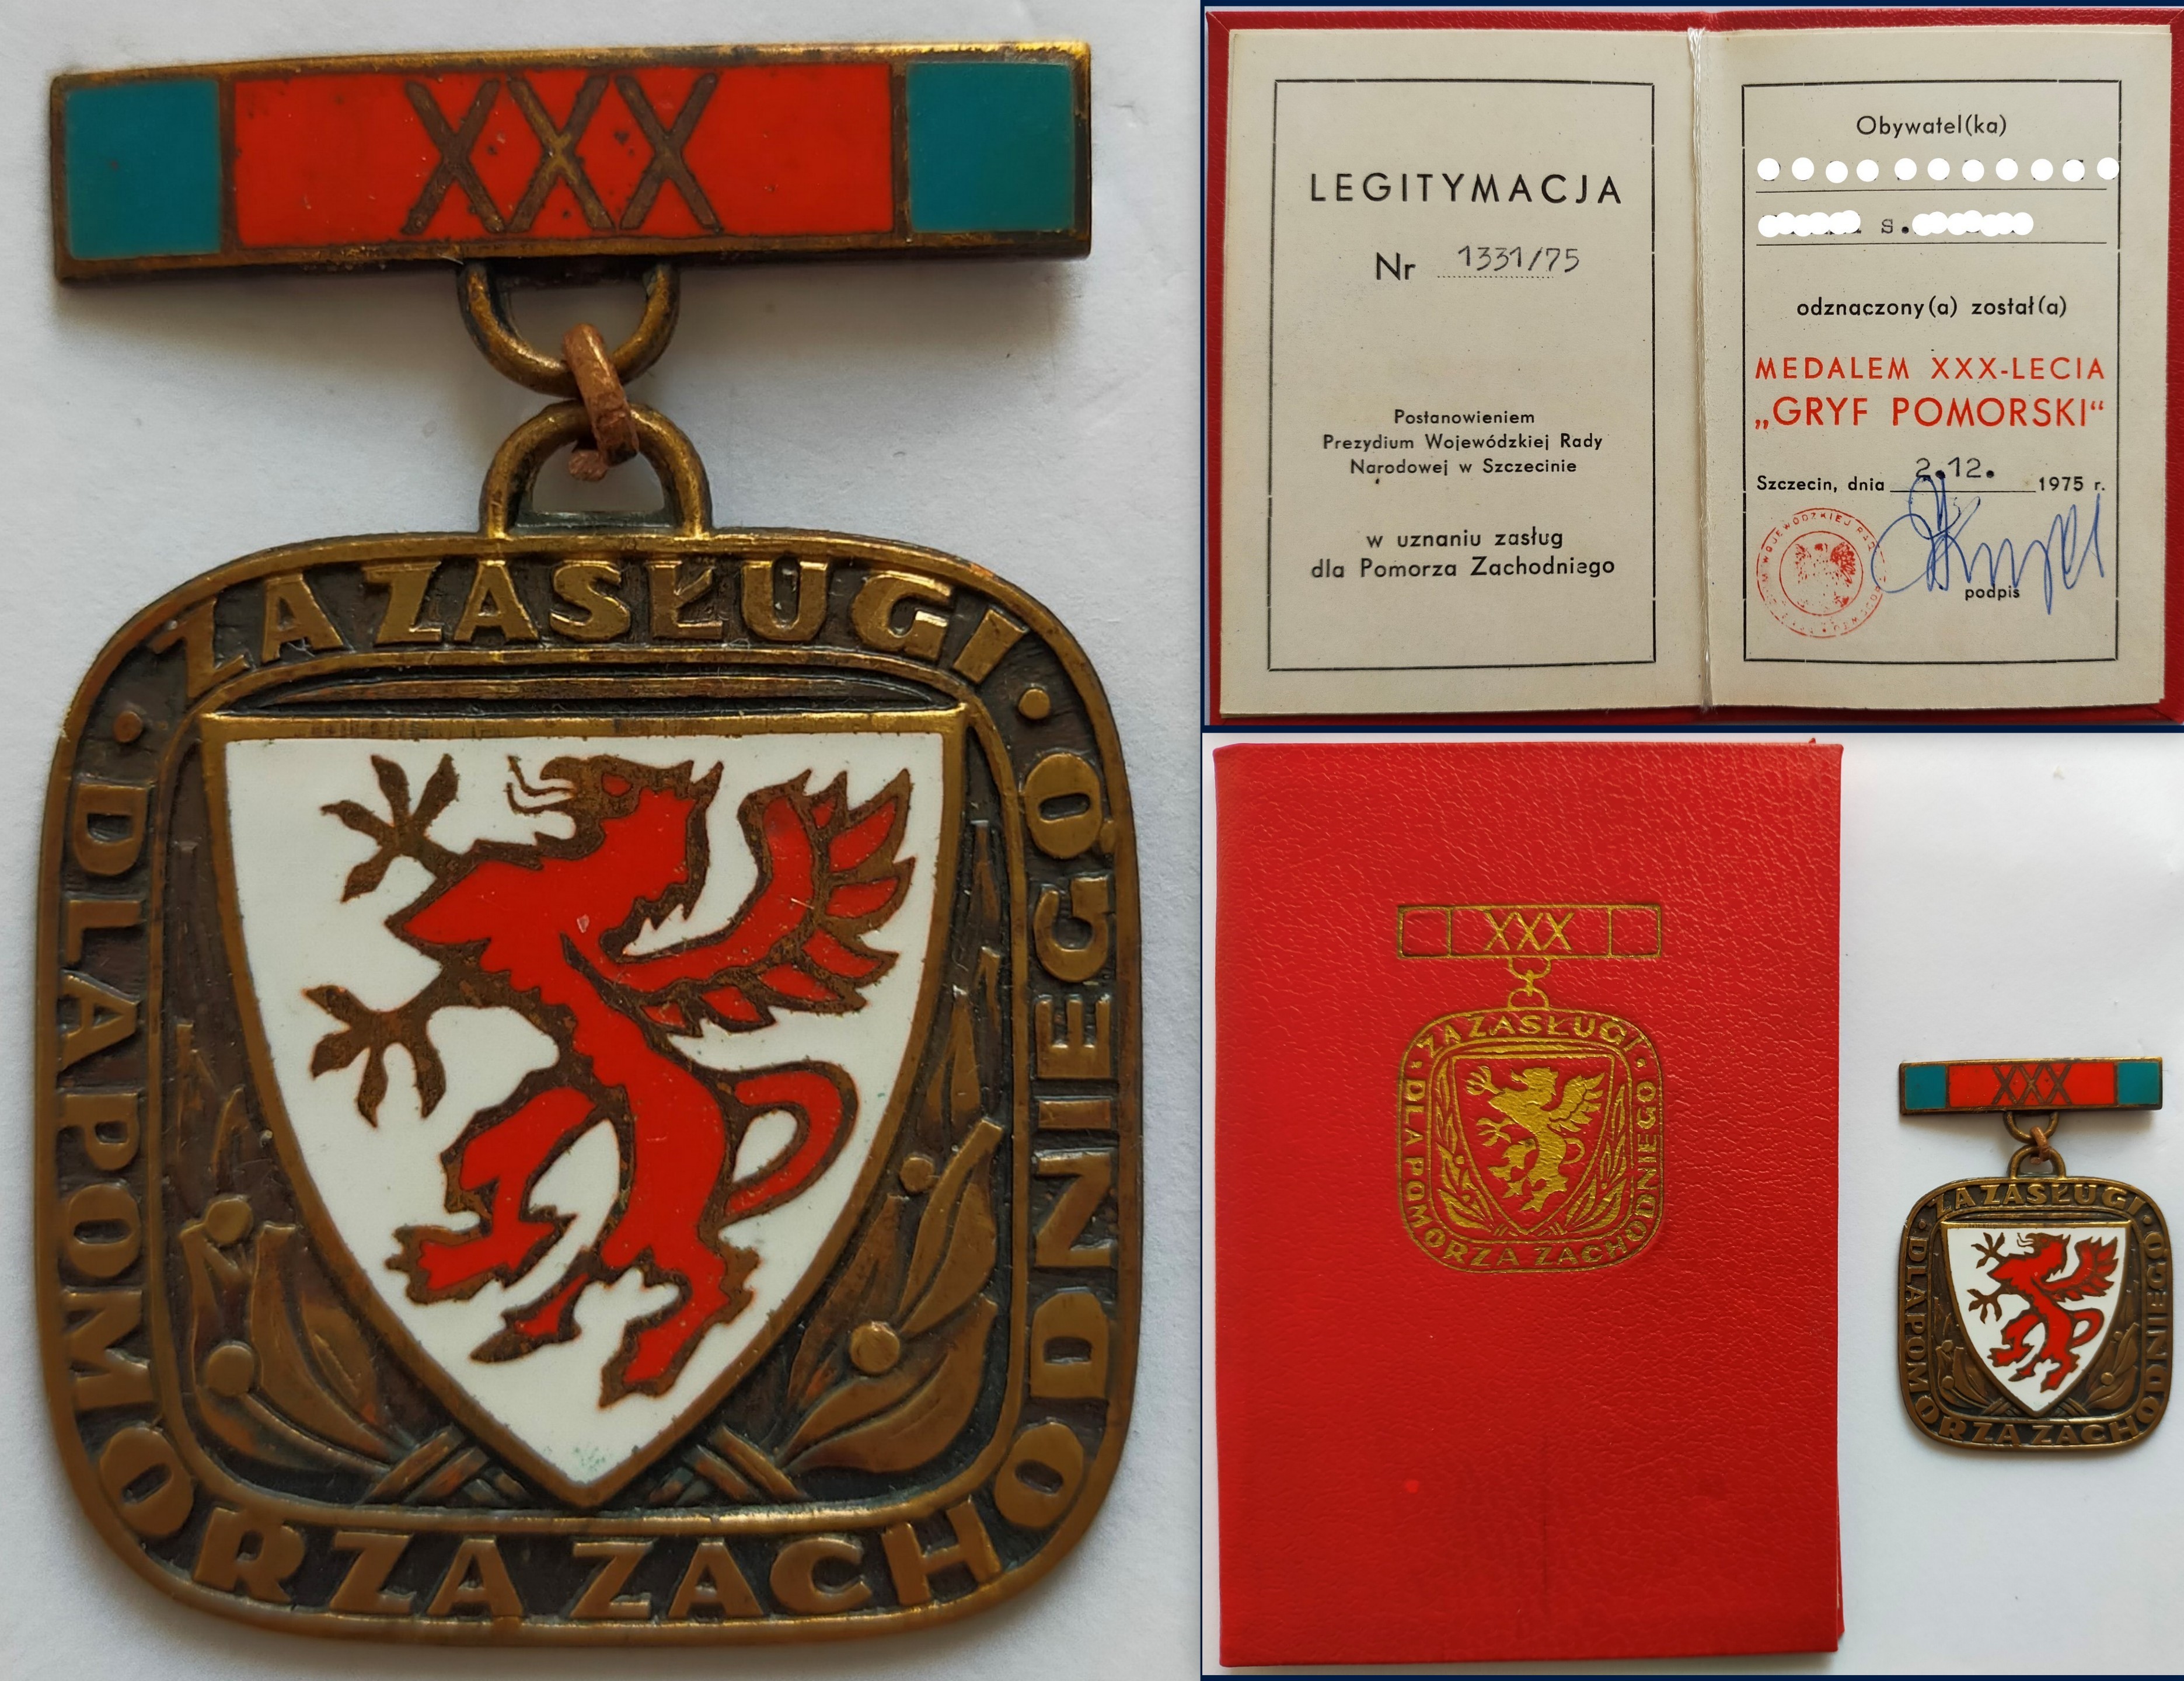 XXX
ZA ZASŁUGI · DLA POMORZA ZACHODNIEGO ·
LEGITYMACJA
Nr 1331/75
Postanowieniem
Prezydium Wojewódzkiej Rady
Narodowej w Szczecinie
w uznaniu zasług
dla Pomorza Zachodniego
Obywatel(ka)
s.
odznaczony(a) został(a)
MEDALEM XXX-LECIA
„GRYF POMORSKI“
Szczecin, dnia 2.12. 1975 r.
podpis
XXX
ZA ZASŁUGI · DLA POMORZA ZACHODNIEGO ·
XXX
ZA ZASŁUGI · DLA POMORZA ZACHODNIEGO ·